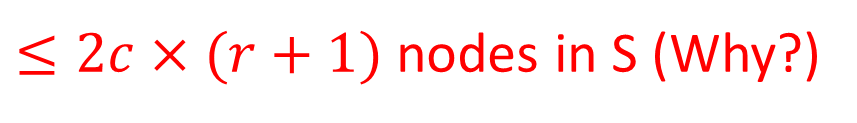 ≤ 2c × (r + 1) nodes in S (Why?)